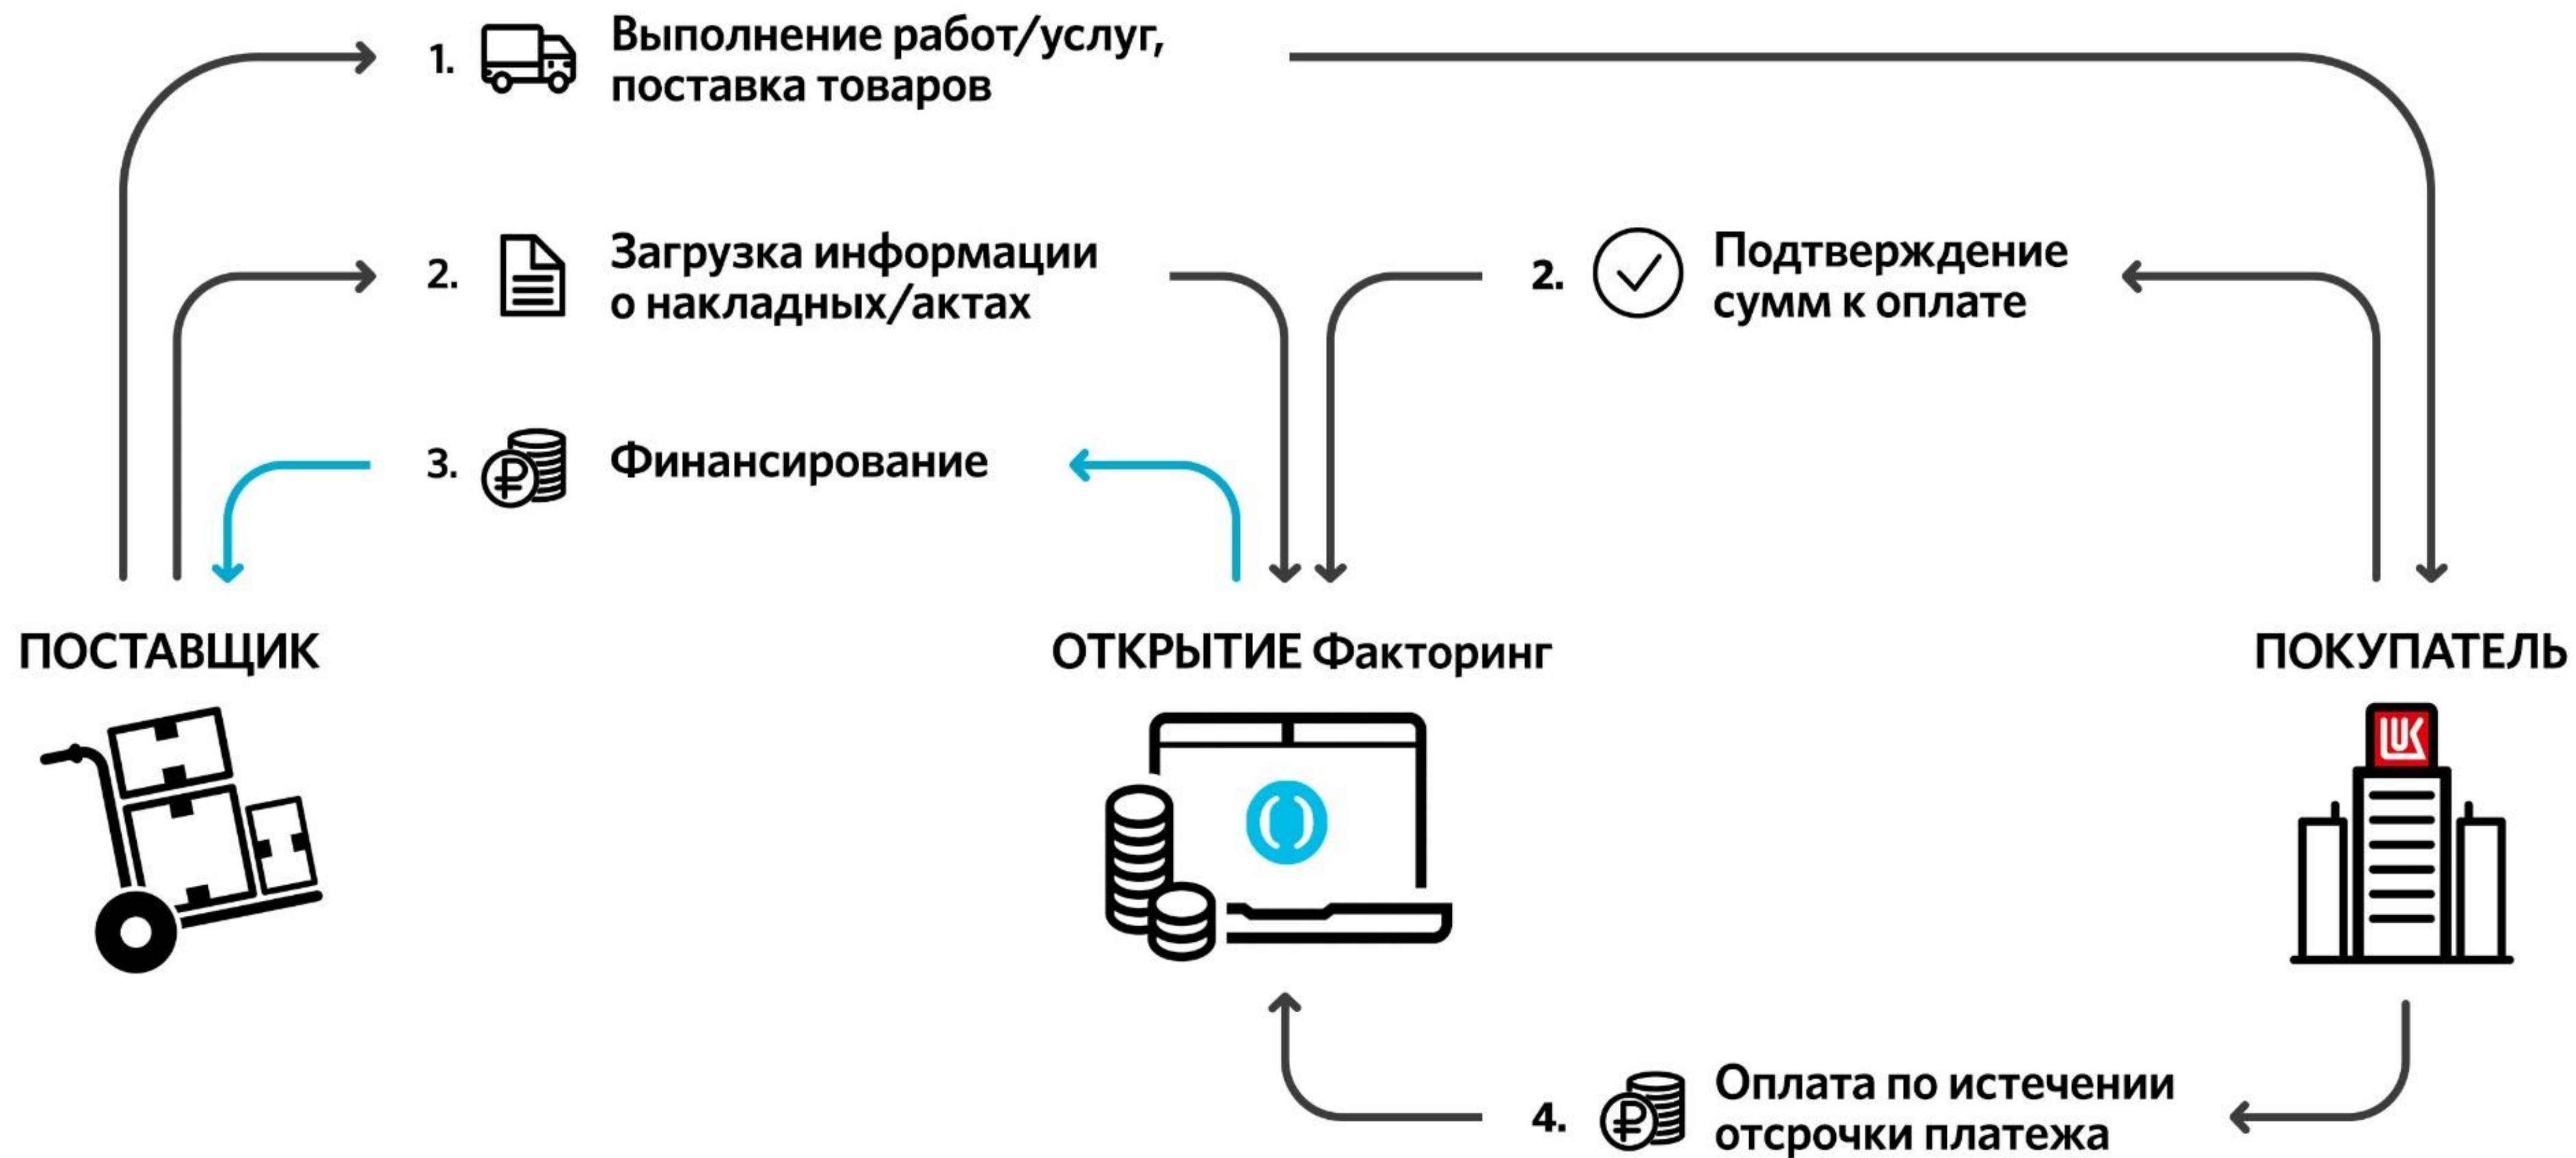 1. Выполнение работ/услуг,
поставка товаров
2. Загрузка информации
о накладных/актах
2. Подтверждение
сумм к оплате
3. Финансирование
ПОСТАВЩИК
ОТКРЫТИЕ Факторинг
ПОКУПАТЕЛЬ
LUK
4. Оплата по истечении
отсрочки платежа